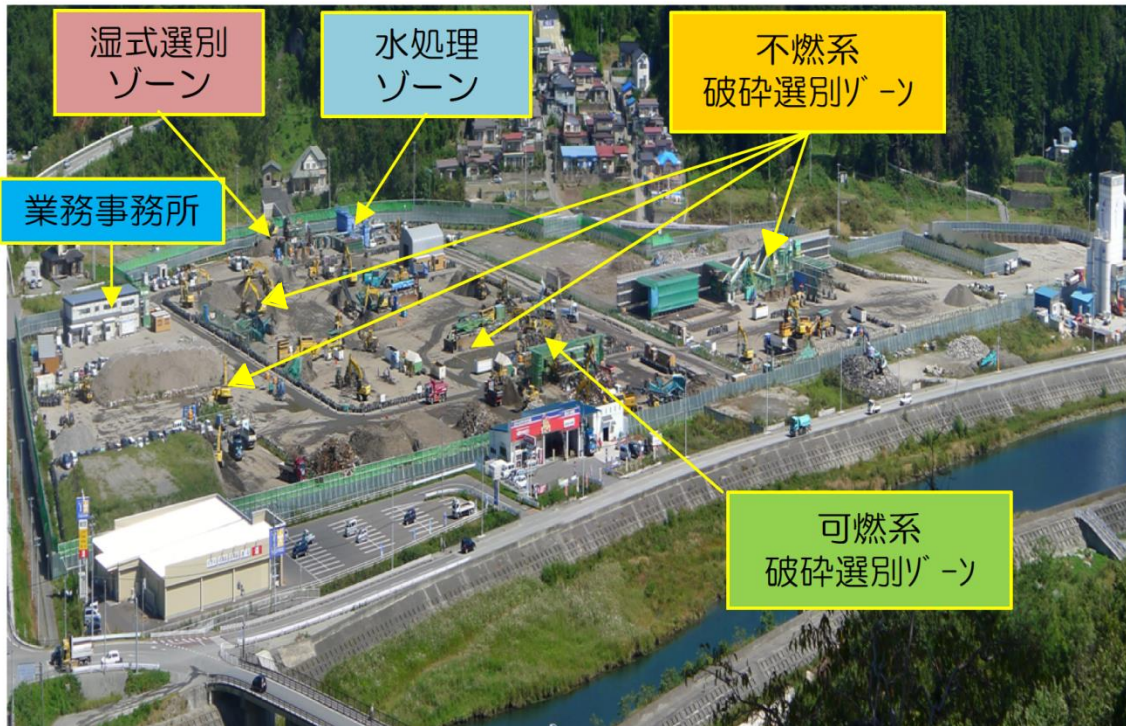 湿式選別
ゾーン
水処理
ゾーン
不燃系
破砕選別ｿﾞｰﾝ
業務事務所
可燃系
破砕選別ｿﾞｰﾝ